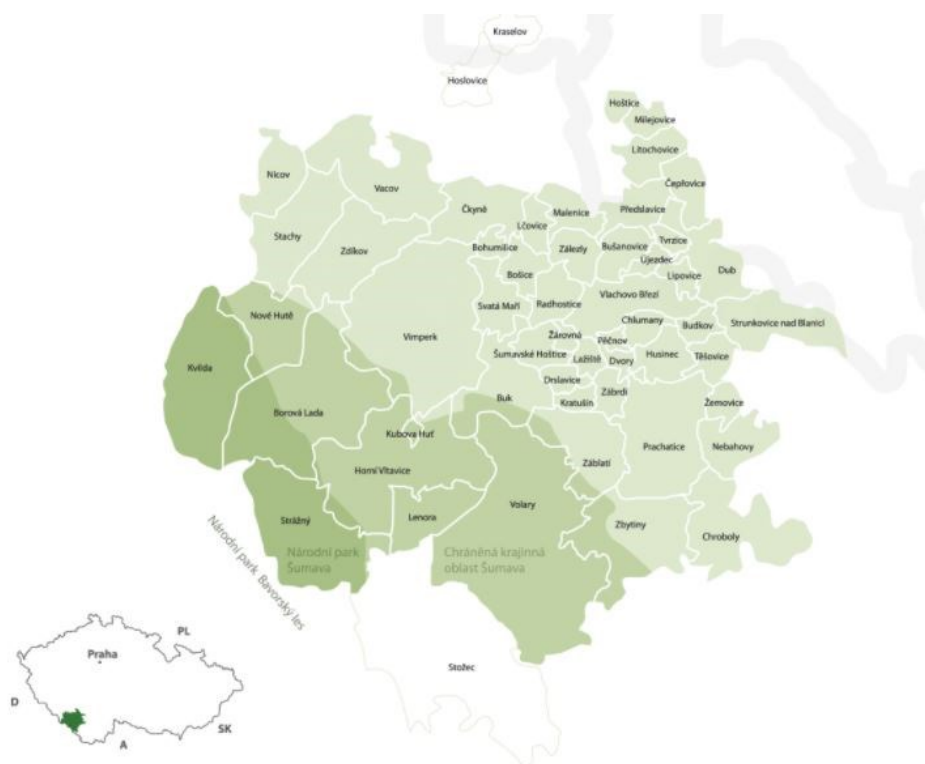 Kraselov
Hoslovice
Hoštice
Milejovice
Litochovice
Čepřovice
Nicov
Vacov
Čkyně
Lčovice
Malenice
Předslavice
Stachy
Zdíkov
Bohumilice
Zálezly
Bušanovice
Tvrzice
Újezdec
Bošice
Lipovice
Dub
Svatá Maří
Radhostice
Vlachovo Březí
Nové Hutě
Vimperk
Chlumany
Budkov
Strunkovice nad Blanicí
Žárovná
Pěčnov
Šumavské Hoštice
Lažiště
Dvory
Husinec
Těšovice
Kvilda
Drslavice
Zábrdí
Buk
Kratušín
Žernovice
Borová Lada
Kubova Huť
Prachatice
Nebahovy
Horní Vltavice
Záblatí
Volary
Strážný
Lenora
Zbytiny
Chroboly
Národní park
Šumava
Chráněná krajinná
oblast Šumava
Národní park Bavorský les
Stožec
PL
Praha
D
SK
A